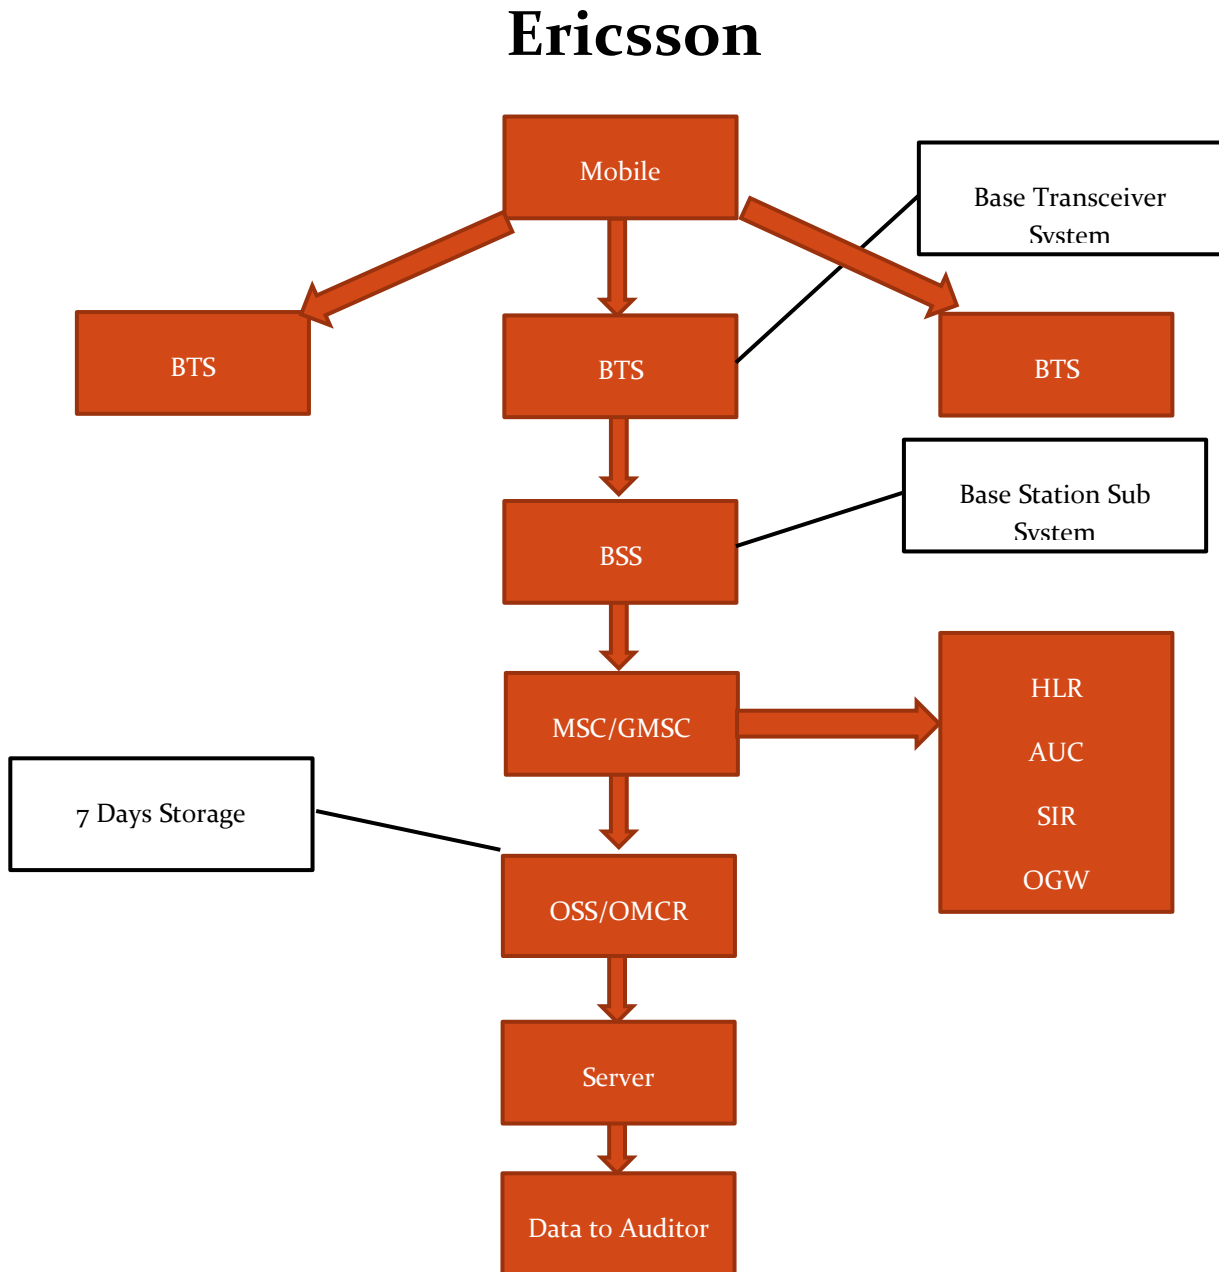 Ericsson
Mobile
Base Transceiver
System
BTS
BTS
BTS
Base Station Sub
System
BSS
HLR
MSC/GMSC
AUC
7 Days Storage
SIR
OGW
OSS/OMCR
Server
Data to Auditor